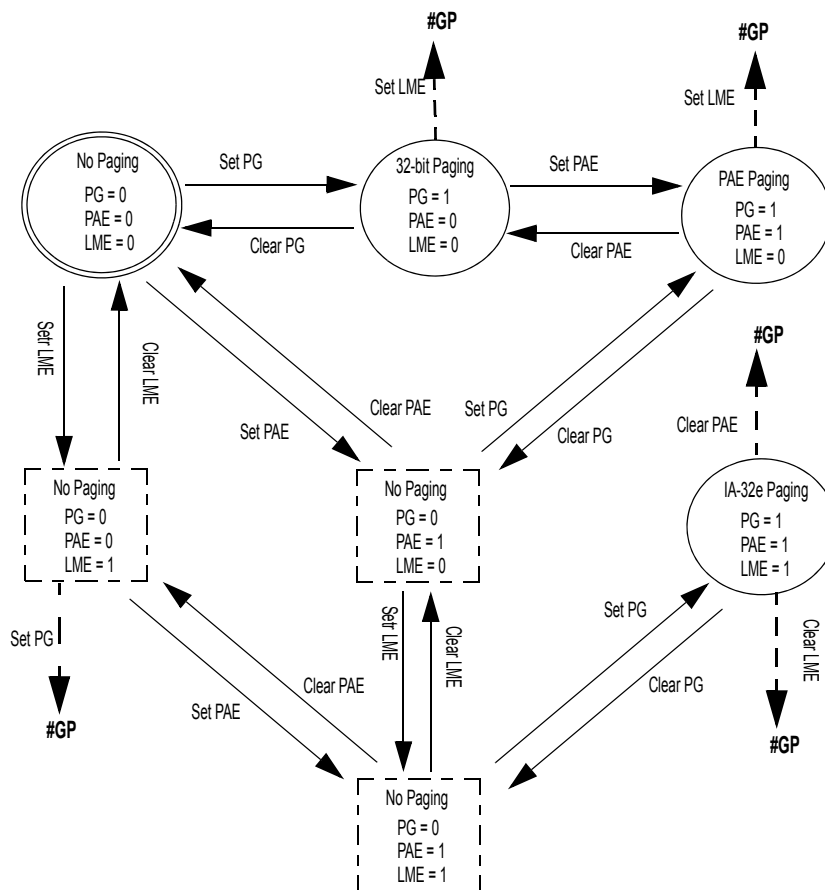 #GP
#GP
Set LME
Set LME
No Paging
PG = 0
PAE = 0
LME = 0
Set PG
Clear PG
32-bit Paging
PG = 1
PAE = 0
LME = 0
Set PAE
Clear PAE
PAE Paging
PG = 1
PAE = 1
LME = 0
Setr LME
Clear LME
Set PAE
Clear PAE
Set PG
Clear PG
#GP
Clear PAE
No Paging
PG = 0
PAE = 0
LME = 1
No Paging
PG = 0
PAE = 1
LME = 0
IA-32e Paging
PG = 1
PAE = 1
LME = 1
Set PG
#GP
Set PAE
Clear PAE
Setr LME
Clear LME
Set PG
Clear PG
Clear LME
#GP
No Paging
PG = 0
PAE = 1
LME = 1